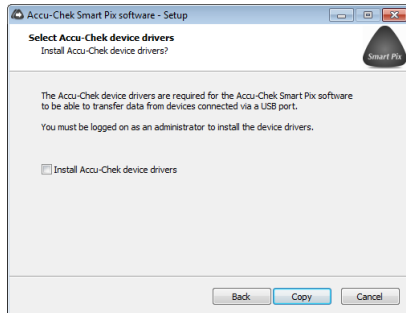 Accu-Chek Smart Pix software - Setup
Select Accu-Chek device drivers
Install Accu-Chek device drivers?
Smart Pix
The Accu-Chek device drivers are required for the Accu-Chek Smart Pix software
to be able to transfer data from devices connected via a USB port.
You must be logged on as an administrator to install the device drivers.
Install Accu-Chek device drivers
Back Copy Cancel